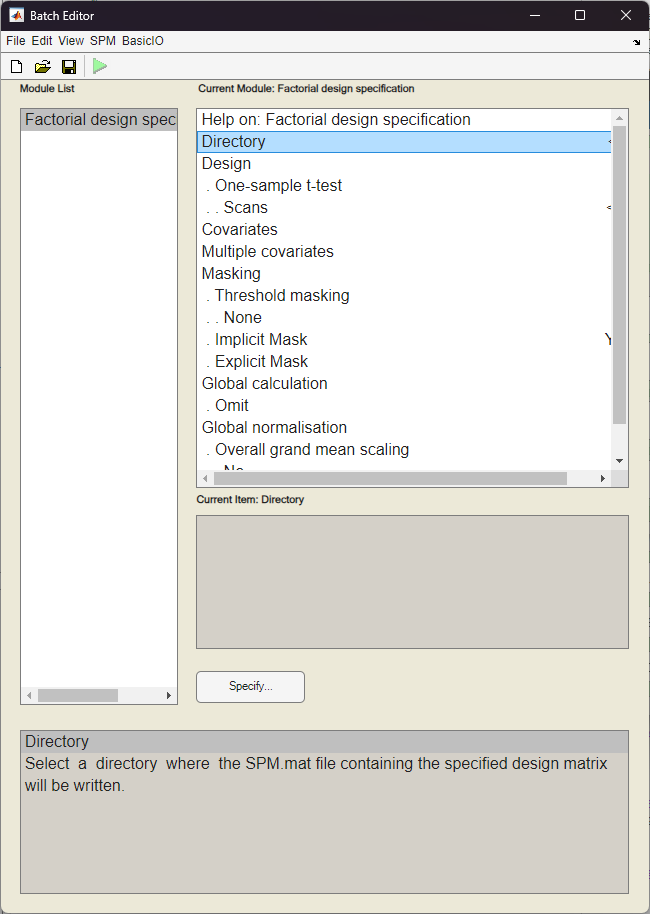 Batch Editor
File Edit View SPM BasicIO
Module List
Current Module: Factorial design specification
Factorial design spec
Help on: Factorial design specification
Directory
Design
. One-sample t-test
. . Scans
Covariates
Multiple covariates
Masking
. Threshold masking
. . None
. Implicit Mask
. Explicit Mask
Global calculation
. Omit
Global normalisation
. Overall grand mean scaling
Current Item: Directory
Specify...
Directory
Select a directory where the SPM.mat file containing the specified design matrix
will be written.